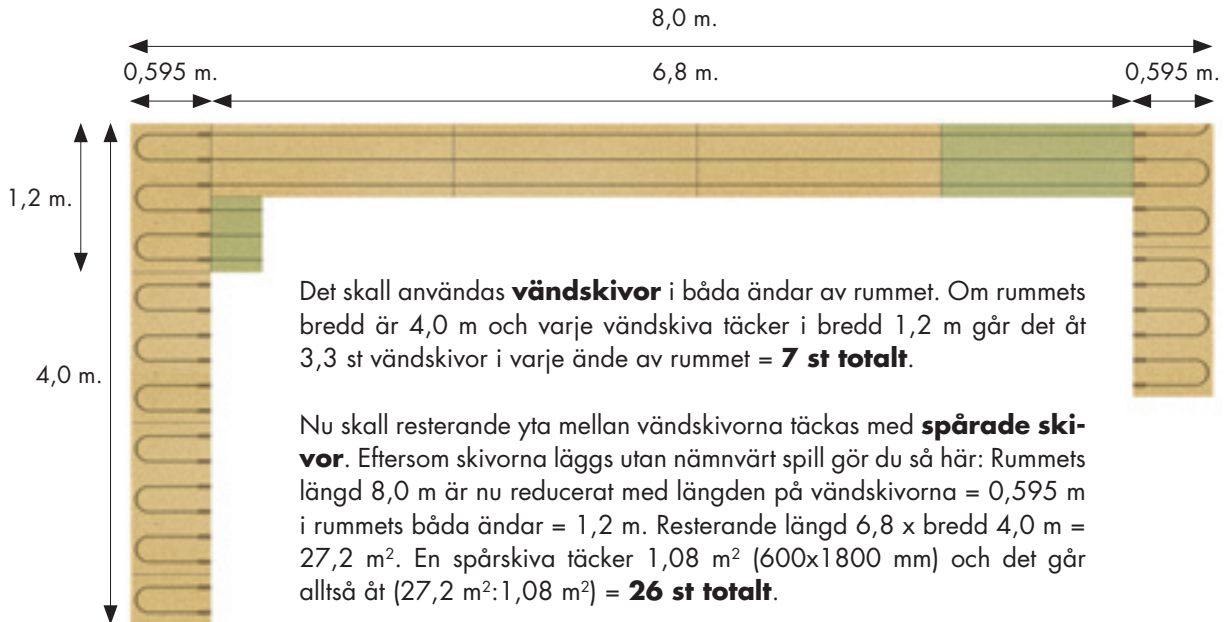 8,0 m.
0,595 m.
6,8 m.
0,595 m.
1,2 m.
4,0 m.
Det skall användas vändskivor i båda ändar av rummet. Om rummets
bredd är 4,0 m och varje vändskiva täcker i bredd 1,2 m går det åt
3,3 st vändskivor i varje ände av rummet = 7 st totalt.
Nu skall resterande yta mellan vändskivorna täckas med spårade ski-
vor. Eftersom skivorna läggs utan nämnvärt spill gör du så här: Rummets
längd 8,0 m är nu reducerat med längden på vändskivorna = 0,595 m
i rummets båda ändar = 1,2 m. Resterande längd 6,8 x bredd 4,0 m =
27,2 m². En spårskiva täcker 1,08 m² (600x1800 mm) och det går
alltså åt (27,2 m²:1,08 m²) = 26 st totalt.